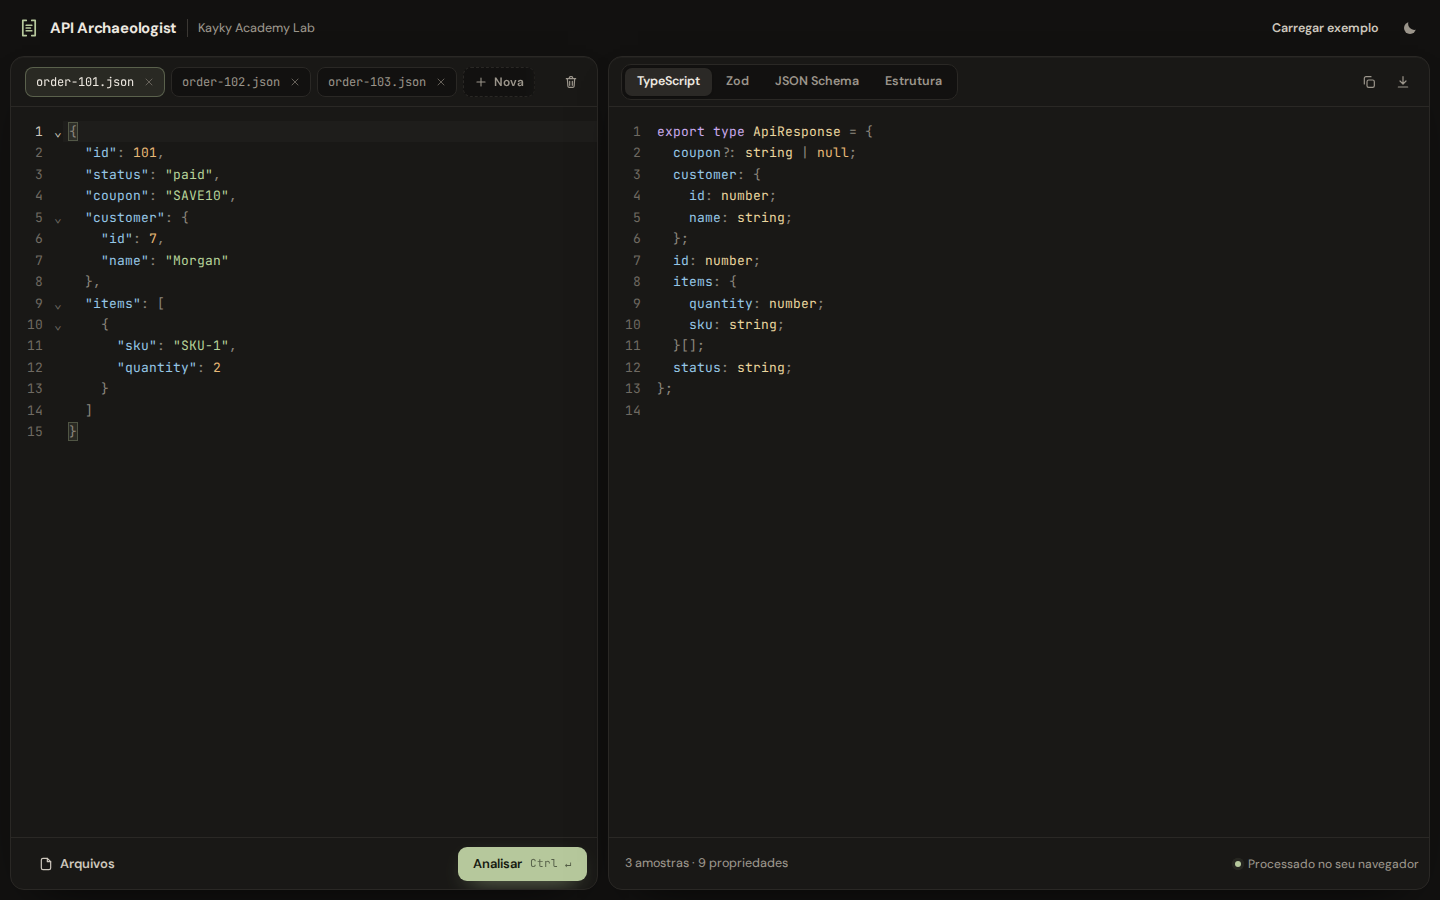 API Archaeologist Kayky Academy Lab Carregar exemplo
order-101.json × order-102.json × order-103.json × + Nova
TypeScript Zod JSON Schema Estrutura
1 {
2 "id": 101,
3 "status": "paid",
4 "coupon": "SAVE10",
5 "customer": {
6 "id": 7,
7 "name": "Morgan"
8 },
9 "items": [
10 {
11 "sku": "SKU-1",
12 "quantity": 2
13 }
14 ]
15 }
1 export type ApiResponse = {
2 coupon?: string | null;
3 customer: {
4 id: number;
5 name: string;
6 };
7 id: number;
8 items: {
9 quantity: number;
10 sku: string;
11 }[];
12 status: string;
13 };
14
Arquivos Analisar Ctrl ↵
3 amostras · 9 propriedades Processado no seu navegador